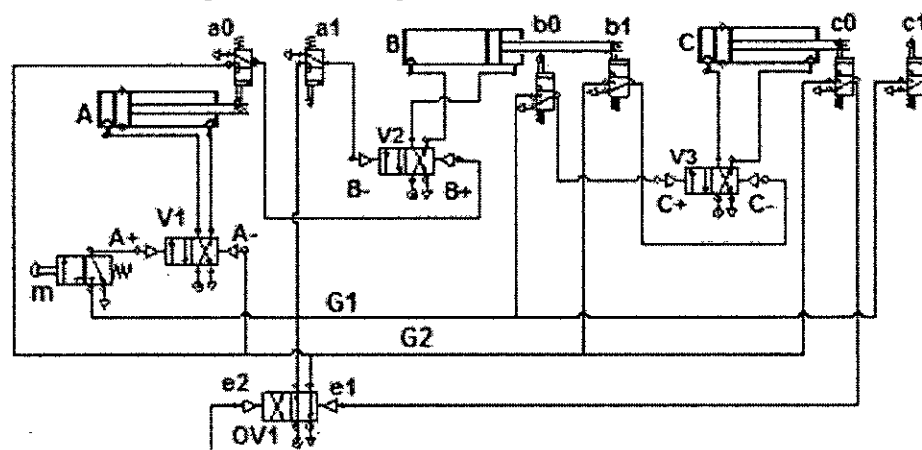 a0 a1 b0 b1 c0 c1
B C
A
V2 V3
B- B+ C+ C-
V1
A+ A-
m
G1
G2
e2 e1
OV1